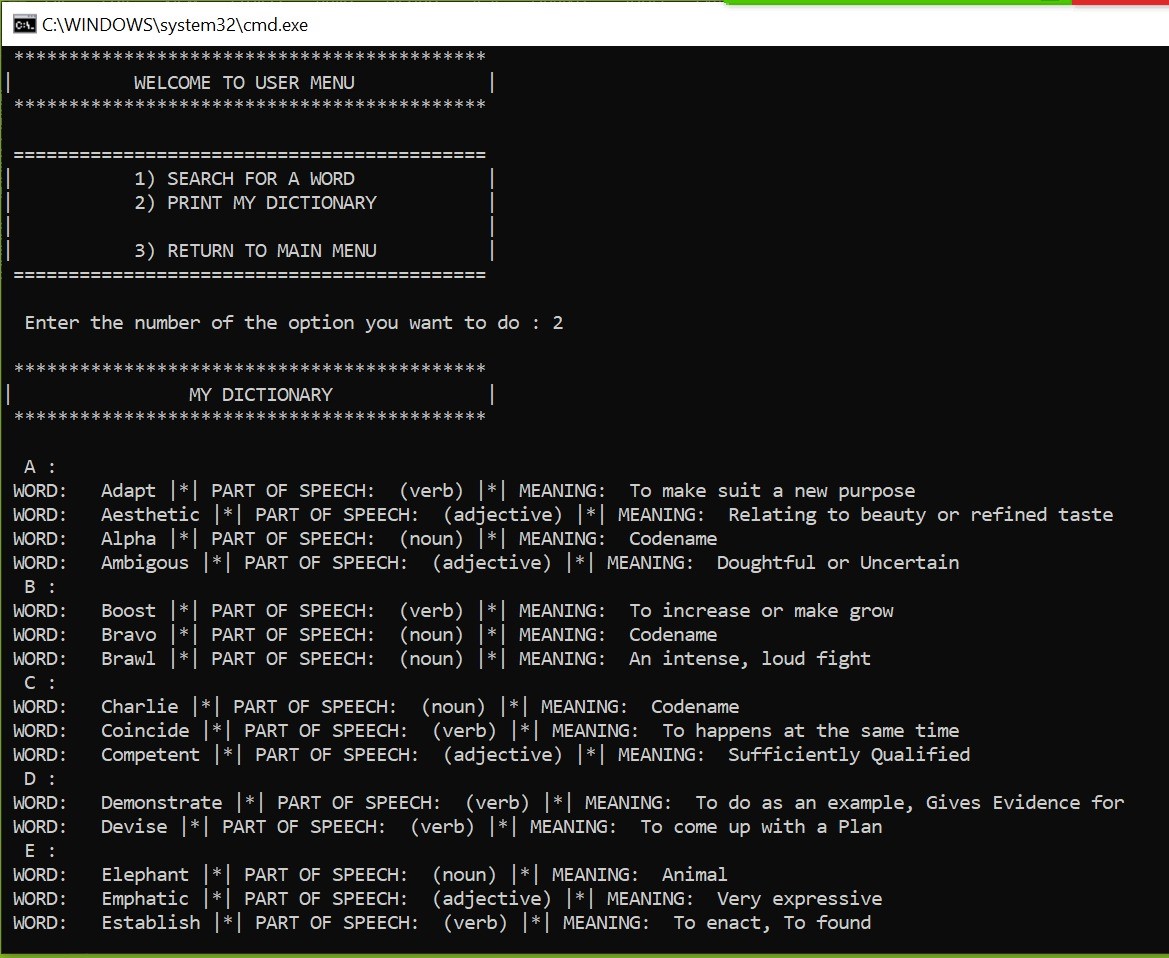 C:\WINDOWS\system32\cmd.exe
*******************************************
|           WELCOME TO USER MENU            |
*******************************************
===========================================
|           1) SEARCH FOR A WORD            |
|           2) PRINT MY DICTIONARY          |
|                                           |
|           3) RETURN TO MAIN MENU          |
===========================================
Enter the number of the option you want to do : 2
*******************************************
|                MY DICTIONARY              |
*******************************************
A :
WORD:   Adapt |*| PART OF SPEECH:  (verb) |*| MEANING:  To make suit a new purpose
WORD:   Aesthetic |*| PART OF SPEECH:  (adjective) |*| MEANING:  Relating to beauty or refined taste
WORD:   Alpha |*| PART OF SPEECH:  (noun) |*| MEANING:  Codename
WORD:   Ambigous |*| PART OF SPEECH:  (adjective) |*| MEANING:  Doughtful or Uncertain
B :
WORD:   Boost |*| PART OF SPEECH:  (verb) |*| MEANING:  To increase or make grow
WORD:   Bravo |*| PART OF SPEECH:  (noun) |*| MEANING:  Codename
WORD:   Brawl |*| PART OF SPEECH:  (noun) |*| MEANING:  An intense, loud fight
C :
WORD:   Charlie |*| PART OF SPEECH:  (noun) |*| MEANING:  Codename
WORD:   Coincide |*| PART OF SPEECH:  (verb) |*| MEANING:  To happens at the same time
WORD:   Competent |*| PART OF SPEECH:  (adjective) |*| MEANING:  Sufficiently Qualified
D :
WORD:   Demonstrate |*| PART OF SPEECH:  (verb) |*| MEANING:  To do as an example, Gives Evidence for
WORD:   Devise |*| PART OF SPEECH:  (verb) |*| MEANING:  To come up with a Plan
E :
WORD:   Elephant |*| PART OF SPEECH:  (noun) |*| MEANING:  Animal
WORD:   Emphatic |*| PART OF SPEECH:  (adjective) |*| MEANING:  Very expressive
WORD:   Establish |*| PART OF SPEECH:  (verb) |*| MEANING:  To enact, To found